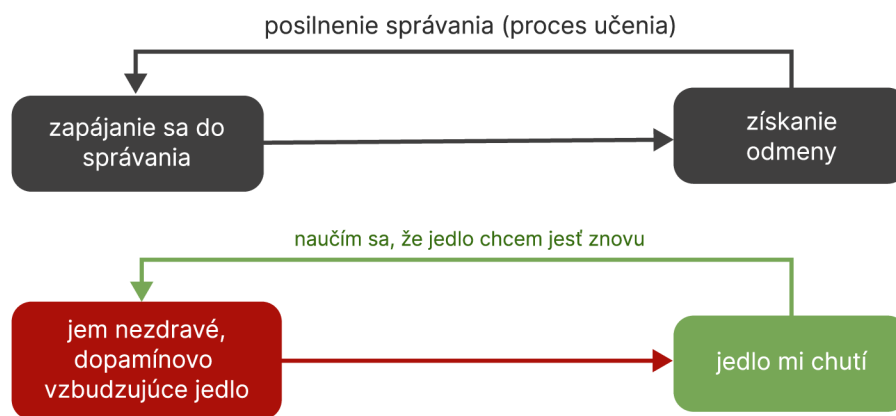 posilnenie správania (proces učenia)
zapájanie sa do
správania
získanie
odmeny
naučím sa, že jedlo chcem jesť znovu
jem nezdravé,
dopamínovo
vzbudzujúce jedlo
jedlo mi chutí